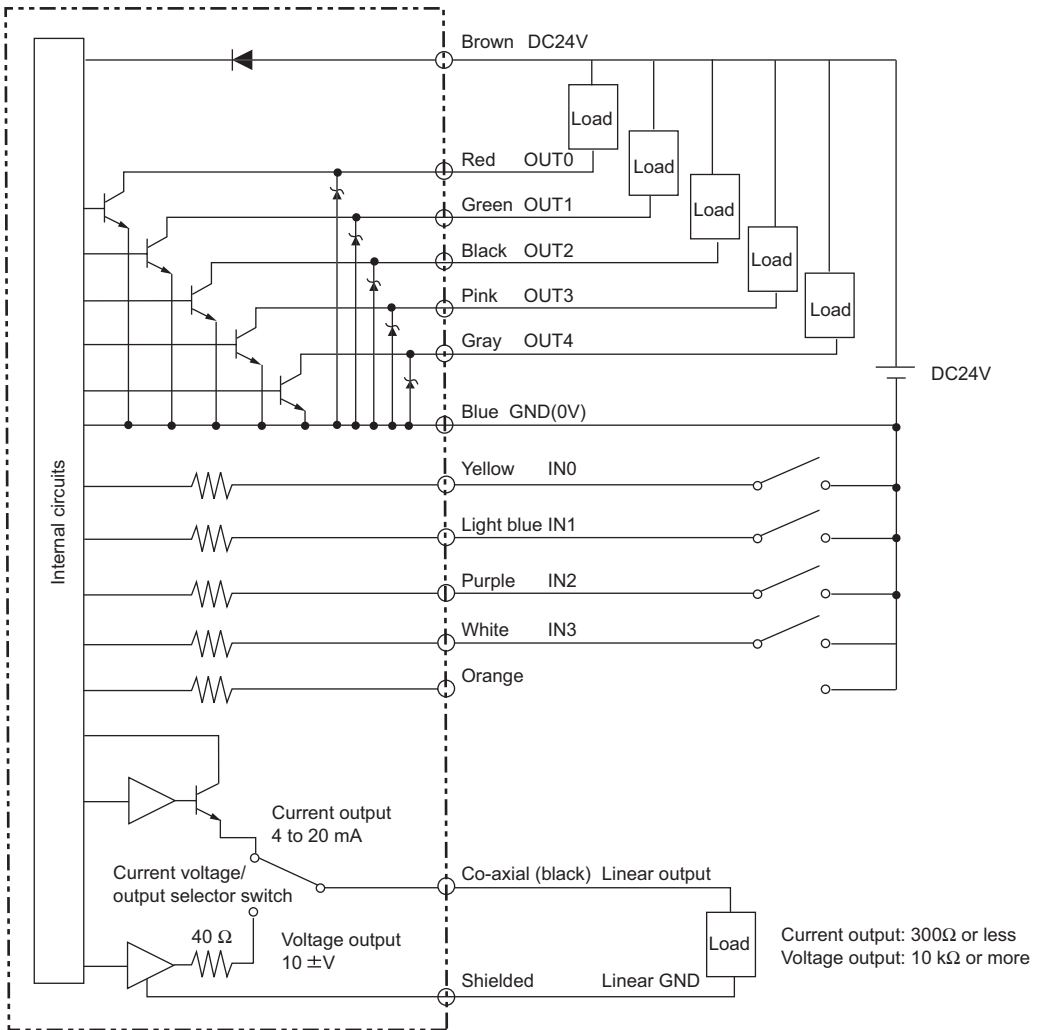 Brown DC24V
Load
Red OUT0
Load
Green OUT1
Load
Black OUT2
Load
Pink OUT3
Load
Gray OUT4
DC24V
Blue GND(0V)
Internal circuits
Yellow IN0
Light blue IN1
Purple IN2
White IN3
Orange
Current output
4 to 20 mA
Current voltage/
output selector switch
Co-axial (black) Linear output
40 Ω
Voltage output
10 ±V
Load
Current output: 300Ω or less
Voltage output: 10 kΩ or more
Shielded Linear GND